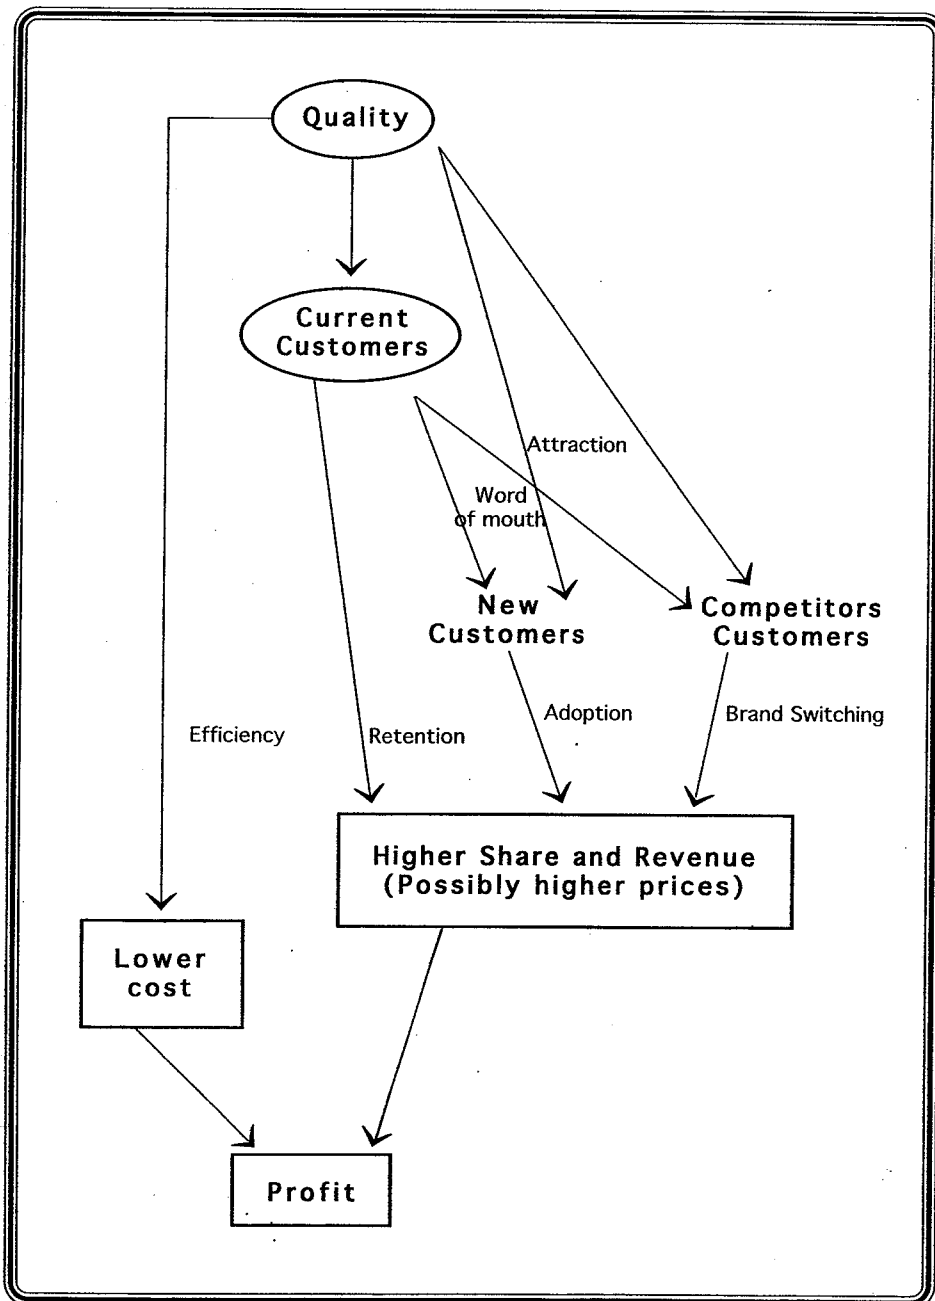 Quality
Current
Customers
Attraction
Word
of mouth
New
Customers
Competitors
Customers
Adoption
Brand Switching
Efficiency
Retention
Higher Share and Revenue
(Possibly higher prices)
Lower
cost
Profit